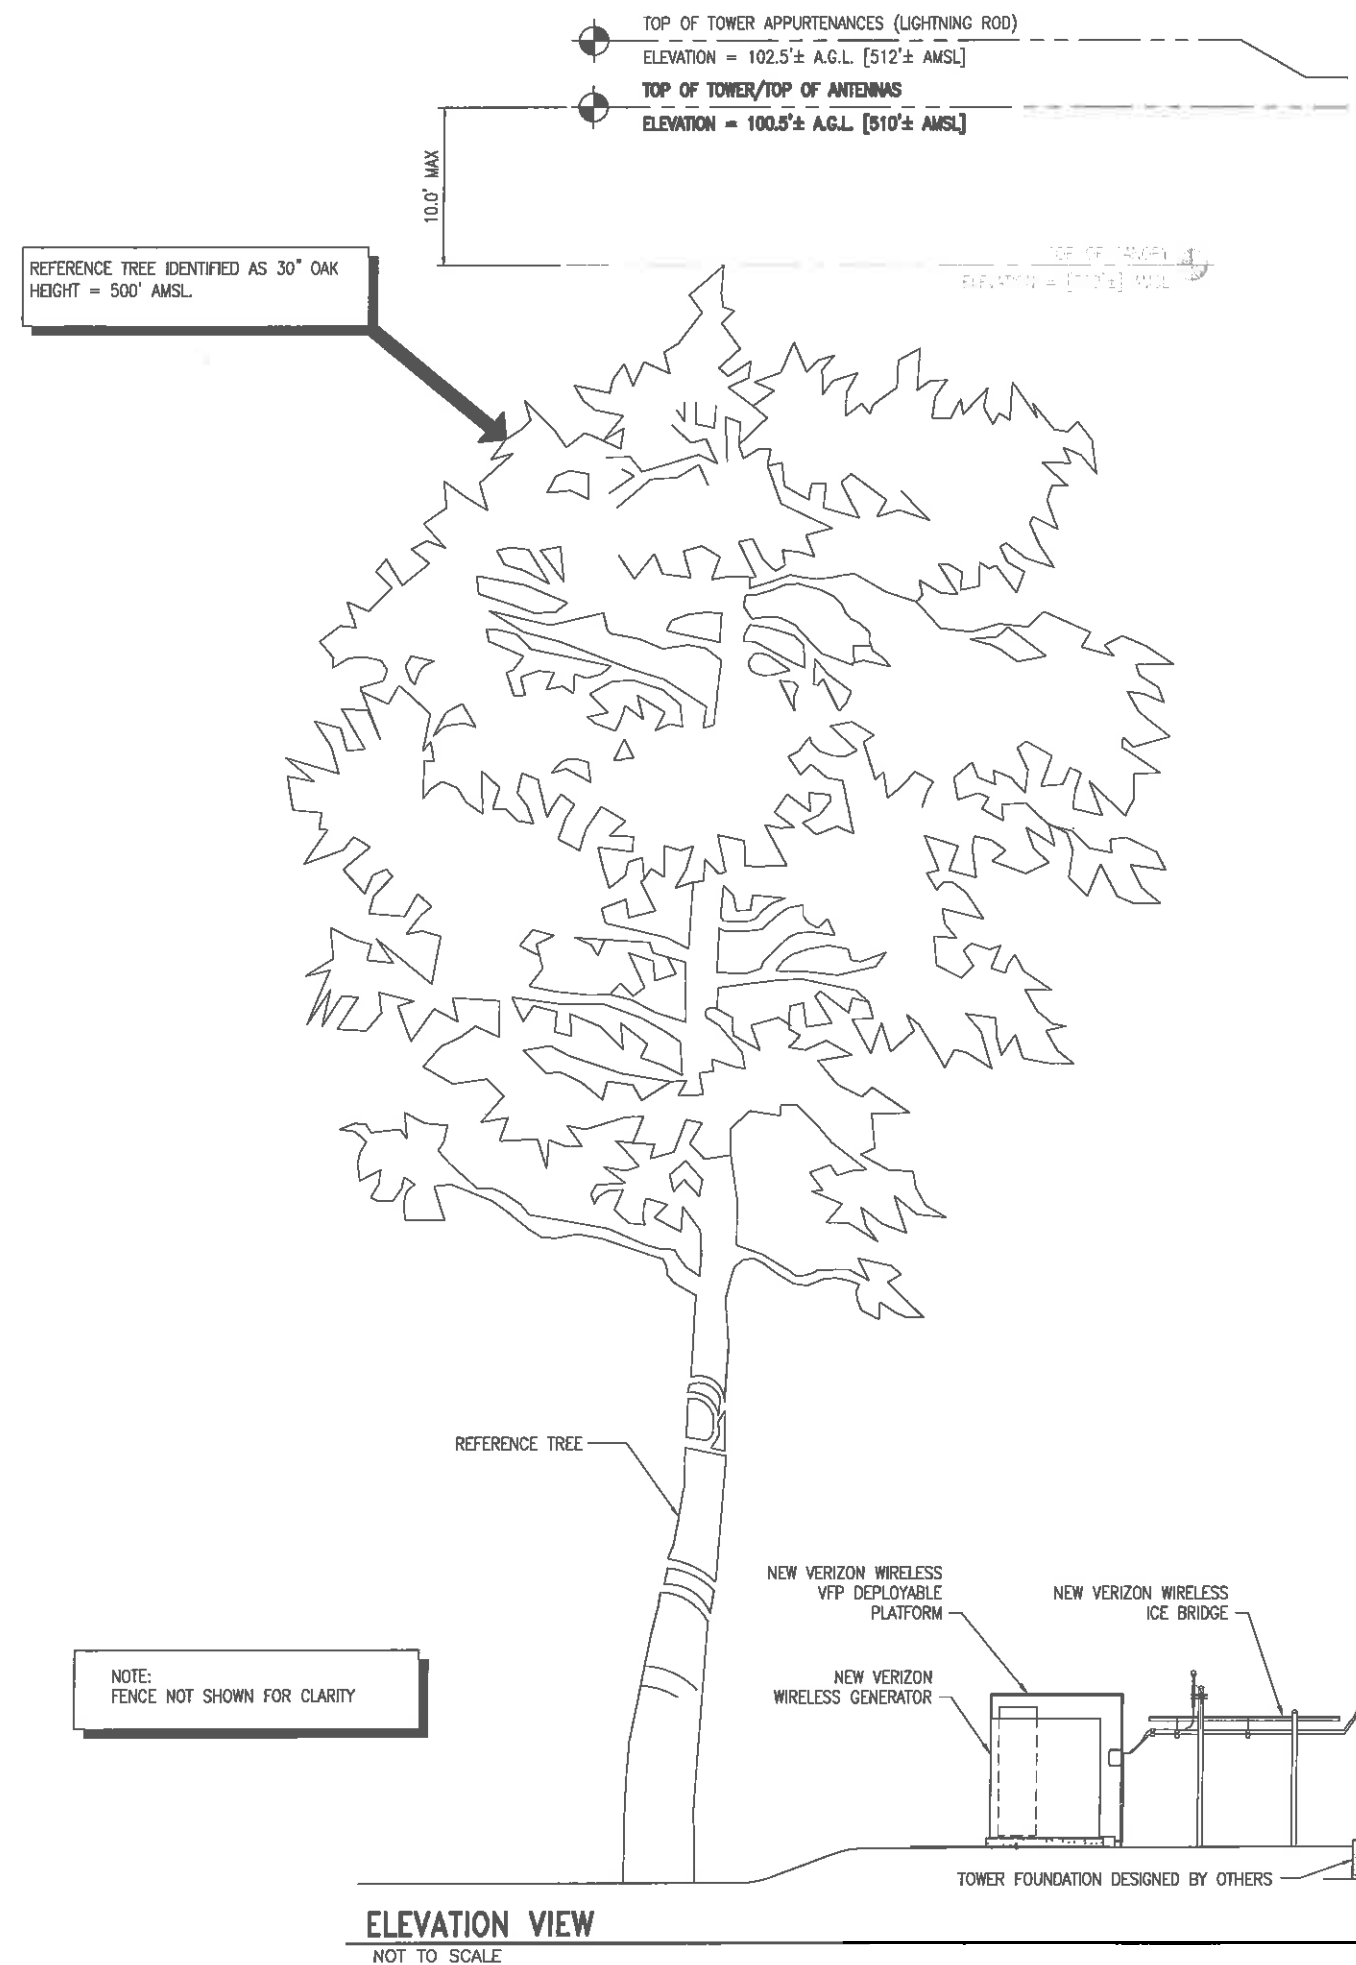 TOP OF TOWER APPURTENANCES (LIGHTNING ROD)
ELEVATION = 102.5'± A.G.L. [512'± AMSL]
TOP OF TOWER/TOP OF ANTENNAS
ELEVATION = 100.5'± A.G.L. [510'± AMSL]
10.0' MAX
REFERENCE TREE IDENTIFIED AS 30" OAK
HEIGHT = 500' AMSL.
REFERENCE TREE
NEW VERIZON WIRELESS
VFP DEPLOYABLE
PLATFORM
NEW VERIZON WIRELESS
ICE BRIDGE
NEW VERIZON
WIRELESS GENERATOR
NOTE:
FENCE NOT SHOWN FOR CLARITY
TOWER FOUNDATION DESIGNED BY OTHERS
ELEVATION VIEW
NOT TO SCALE